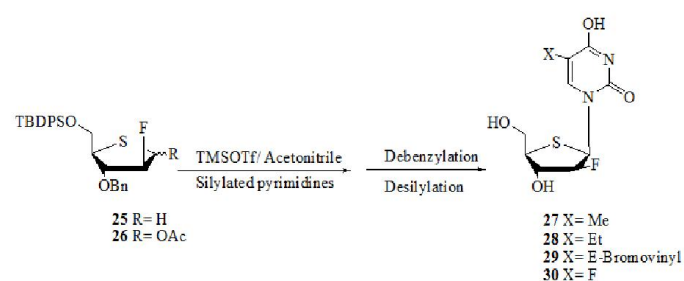 OH
X
N
N
O
TBDPSO
S
F
R
OBn
TMSOTf/ Acetonitrile
Silylated pyrimidines
Debenzylation
Desilylation
HO
S
F
OH
25 R= H
26 R= OAc
27 X= Me
28 X= Et
29 X= E-Bromovinyl
30 X= F